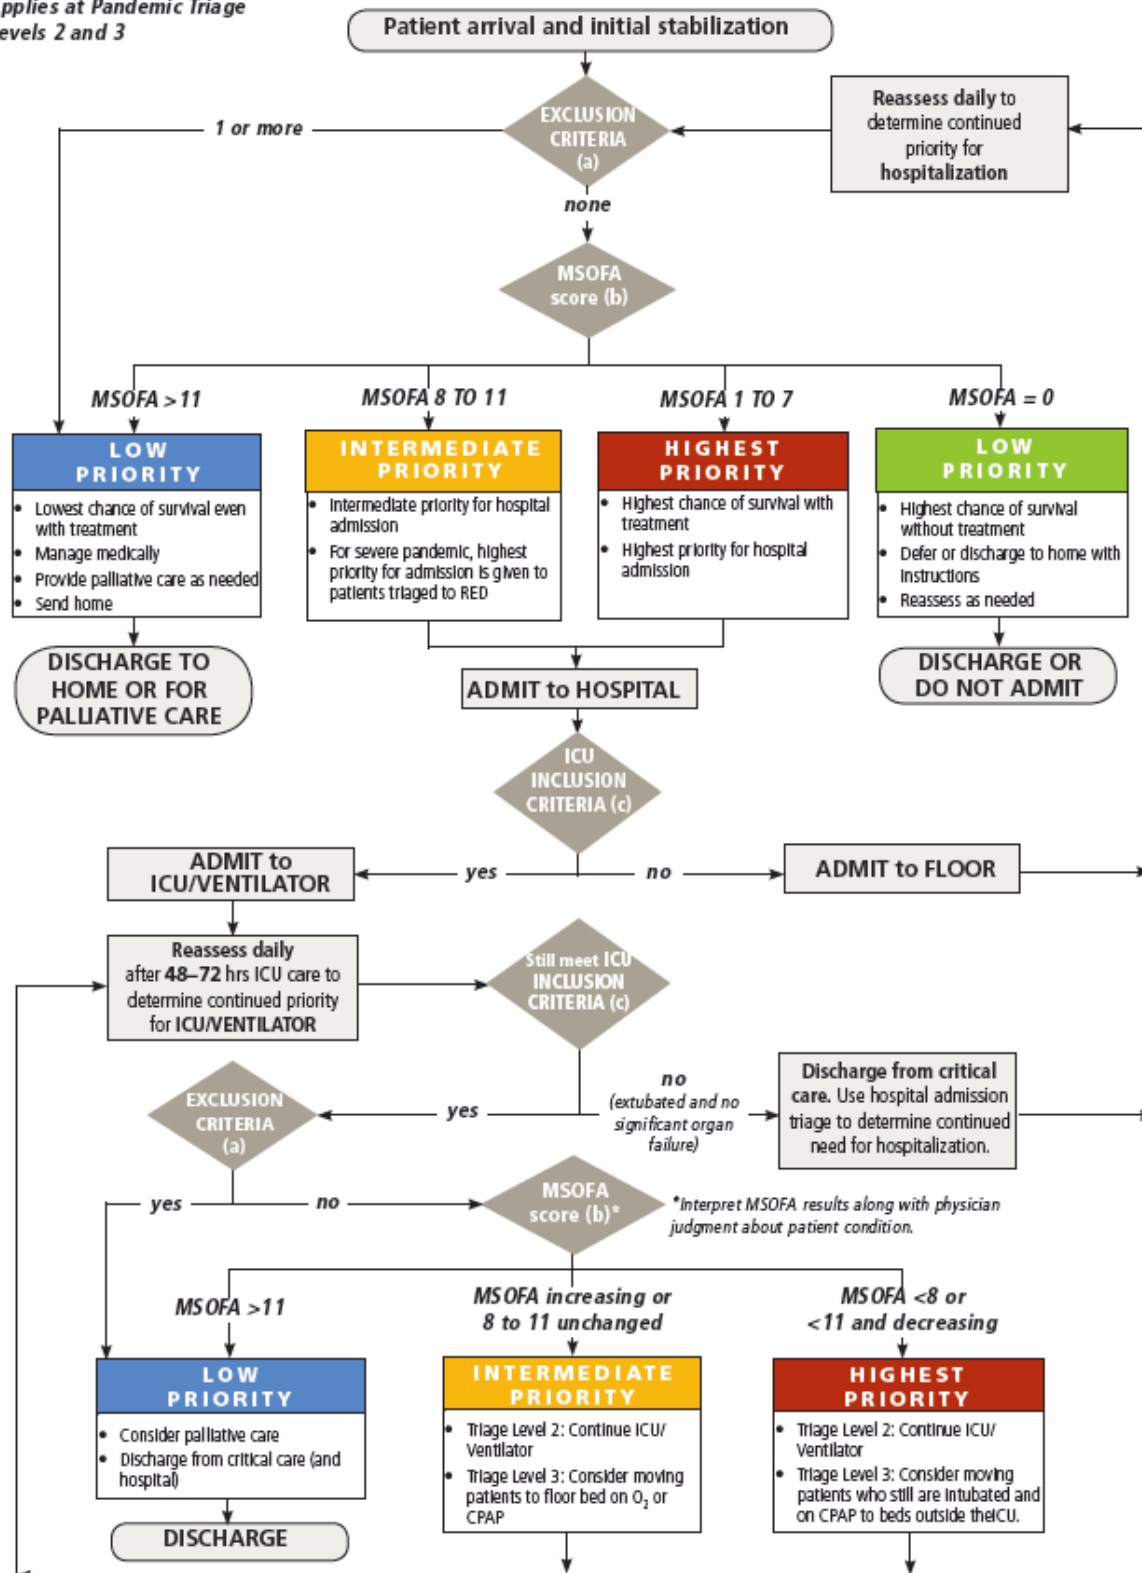 pplies at Pandemic Triage
evels 2 and 3
Patient arrival and initial stabilization
EXCLUSION
CRITERIA
(a)
1 or more
Reassess daily to
determine continued
priority for
hospitalization
none
MSOFA
score (b)
MSOFA >11
MSOFA 8 TO 11
MSOFA 1 TO 7
MSOFA = 0
LOW
PRIORITY
• Lowest chance of survival even
with treatment
• Manage medically
• Provide palliative care as needed
• Send home
INTERMEDIATE
PRIORITY
• Intermediate priority for hospital
admission
• For severe pandemic, highest
priority for admission is given to
patients triaged to RED
HIGHEST
PRIORITY
• Highest chance of survival with
treatment
• Highest priority for hospital
admission
LOW
PRIORITY
• Highest chance of survival
without treatment
• Defer or discharge to home with
instructions
• Reassess as needed
DISCHARGE TO
HOME OR FOR
PALLIATIVE CARE
ADMIT to HOSPITAL
DISCHARGE OR
DO NOT ADMIT
ICU
INCLUSION
CRITERIA (c)
yes
no
ADMIT to
ICU/VENTILATOR
ADMIT to FLOOR
Reassess daily
after 48–72 hrs ICU care to
determine continued priority
for ICU/VENTILATOR
Still meet ICU
INCLUSION
CRITERIA (c)
yes
no
(extubated and no
significant organ
failure)
Discharge from critical
care. Use hospital admission
triage to determine continued
need for hospitalization.
EXCLUSION
CRITERIA
(a)
yes
no
MSOFA
score (b)*
*Interpret MSOFA results along with physician
judgment about patient condition.
MSOFA >11
MSOFA increasing or
8 to 11 unchanged
MSOFA <8 or
<11 and decreasing
LOW
PRIORITY
• Consider palliative care
• Discharge from critical care (and
hospital)
INTERMEDIATE
PRIORITY
• Triage Level 2: Continue ICU/
Ventilator
• Triage Level 3: Consider moving
patients to floor bed on O₂ or
CPAP
HIGHEST
PRIORITY
• Triage Level 2: Continue ICU/
Ventilator
• Triage Level 3: Consider moving
patients who still are intubated and
on CPAP to beds outside theICU.
DISCHARGE